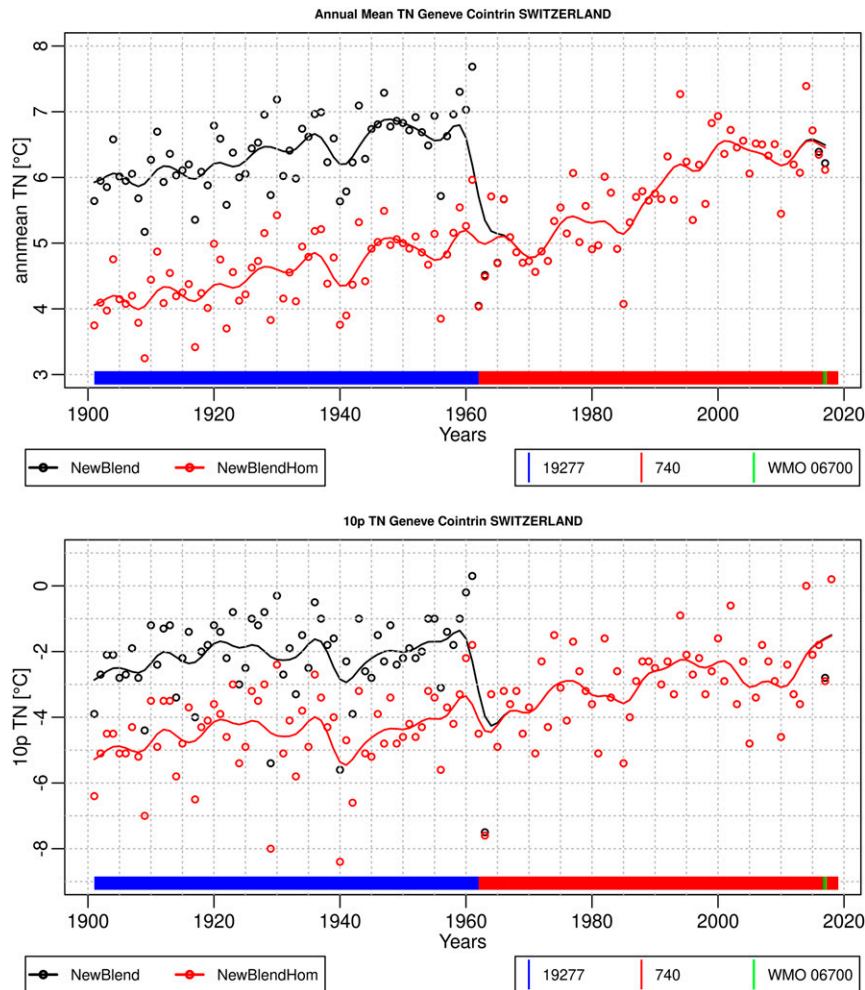 Annual Mean TN Geneve Cointrin SWITZERLAND
annmean TN [°C]
8
7
6
5
4
3
1900 1920 1940 1960 1980 2000 2020
Years
NewBlend NewBlendHom 19277 740 WMO 06700
10p TN Geneve Cointrin SWITZERLAND
10p TN [°C]
0
-2
-4
-6
-8
1900 1920 1940 1960 1980 2000 2020
Years
NewBlend NewBlendHom 19277 740 WMO 06700